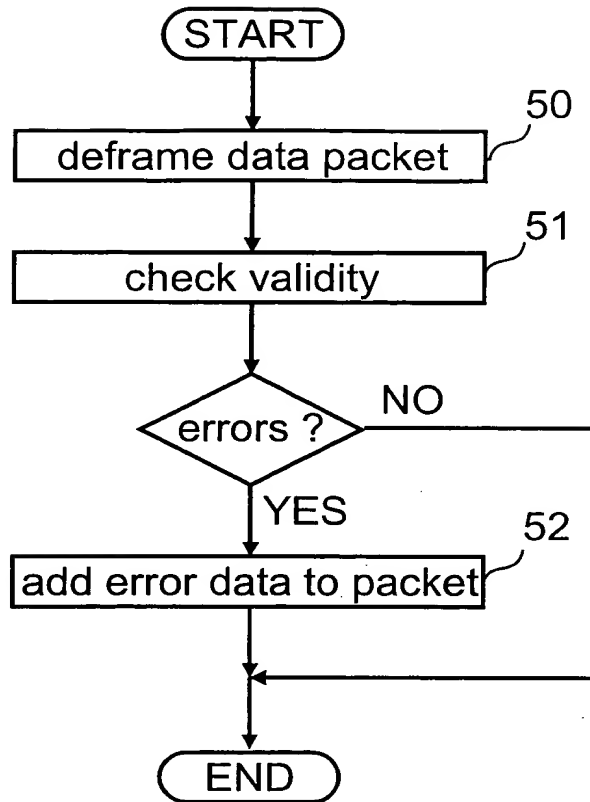 START
50
deframe data packet
51
check validity
errors ?
NO
YES
52
add error data to packet
END